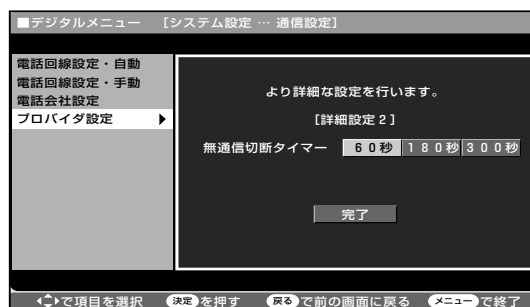 ■デジタルメニュー [システム設定 … 通信設定]
電話回線設定・自動
電話回線設定・手動
電話会社設定
プロバイダ設定
より詳細な設定を行います。
[詳細設定2]
無通信切断タイマー 60秒 180秒 300秒
完了
で項目を選択 決定を押す 戻るで前の画面に戻る メニューで終了